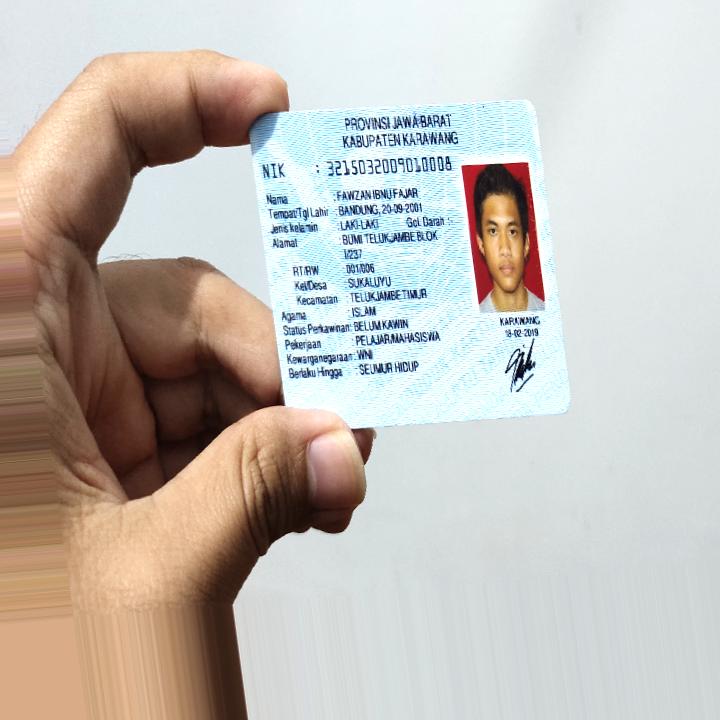 PROVINSI JAWA BARAT
KABUPATEN KARAWANG
NIK : 3215032009010008
Nama : FAWZAN IBNU FAJAR
Tempat/Tgl Lahir : BANDUNG, 20-09-2001
Jenis kelamin : LAKI-LAKI Gol. Darah : -
Alamat : BUMI TELUKJAMBE BLOK
I/237
RT/RW : 001/006
Kel/Desa : SUKALUYU
Kecamatan : TELUKJAMBE TIMUR
Agama : ISLAM
Status Perkawinan: BELUM KAWIN
Pekerjaan : PELAJAR/MAHASISWA
Kewarganegaraan: WNI
Berlaku Hingga : SEUMUR HIDUP
KARAWANG
18-02-2019